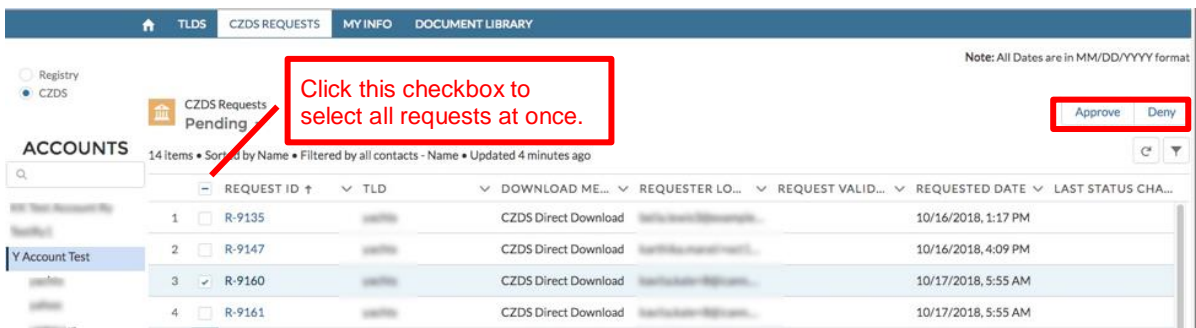 TLDS CZDS REQUESTS MY INFO DOCUMENT LIBRARY
Note: All Dates are in MM/DD/YYYY format
Registry
CZDS
Click this checkbox to
select all requests at once.
CZDS Requests
Pending
Approve Deny
ACCOUNTS
14 items • Sorted by Name • Filtered by all contacts - Name • Updated 4 minutes ago
REQUEST ID ↑ TLD DOWNLOAD ME... REQUESTER LO... REQUEST VALID... REQUESTED DATE LAST STATUS CHA...
1 R-9135 CZDS Direct Download 10/16/2018, 1:17 PM
2 R-9147 CZDS Direct Download 10/16/2018, 4:09 PM
Y Account Test
3 R-9160 CZDS Direct Download 10/17/2018, 5:55 AM
4 R-9161 CZDS Direct Download 10/17/2018, 5:55 AM